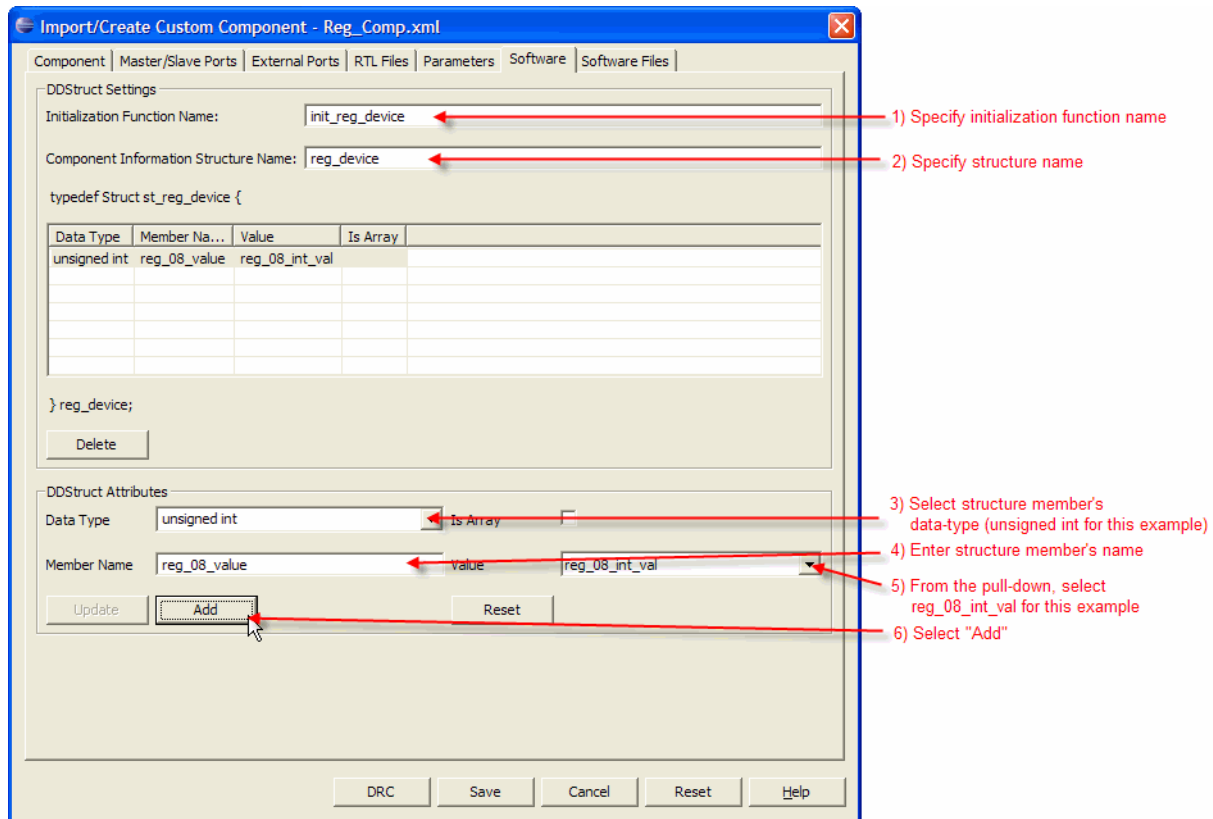 Import/Create Custom Component - Reg_Comp.xml
Component Master/Slave Ports External Ports RTL Files Parameters Software Software Files
DDStruct Settings
Initialization Function Name: init_reg_device
1) Specify initialization function name
Component Information Structure Name: reg_device
2) Specify structure name
typedef Struct st_reg_device {
Data Type Member Na... Value Is Array
unsigned int reg_08_value reg_08_int_val
} reg_device;
Delete
DDStruct Attributes
Data Type unsigned int Is Array
3) Select structure member's
data-type (unsigned int for this example)
Member Name reg_08_value Value reg_08_int_val
4) Enter structure member's name
5) From the pull-down, select
reg_08_int_val for this example
Update Add Reset
6) Select "Add"
DRC Save Cancel Reset Help